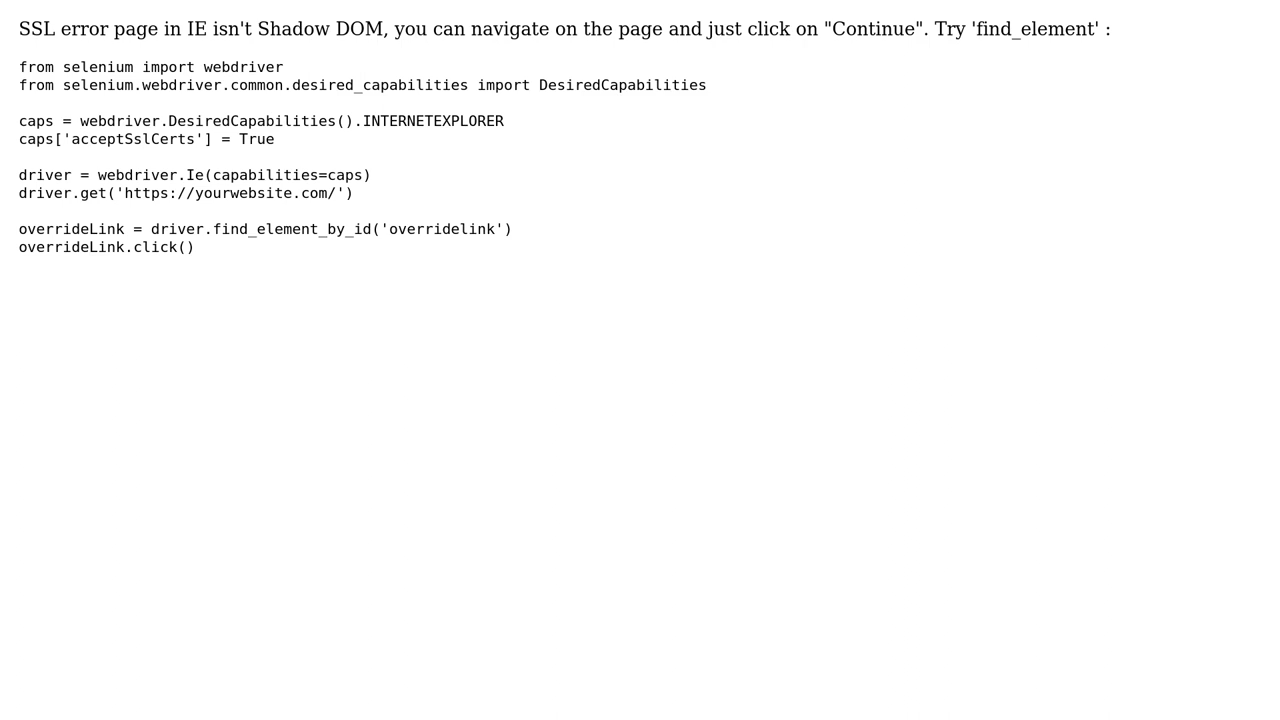 SSL error page in IE isn't Shadow DOM, you can navigate on the page and just click on "Continue". Try 'find_element' :
from selenium import webdriver
from selenium.webdriver.common.desired_capabilities import DesiredCapabilities
caps = webdriver.DesiredCapabilities().INTERNETEXPLORER
caps['acceptSslCerts'] = True
driver = webdriver.Ie(capabilities=caps)
driver.get('https://yourwebsite.com/')
overrideLink = driver.find_element_by_id('overridelink')
overrideLink.click()